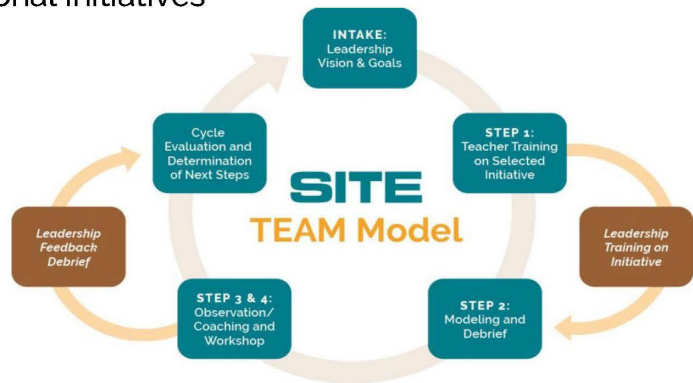 onal Initiatives
INTAKE:
Leadership
Vision & Goals
STEP 1:
Teacher Training
on Selected
Initiative
Leadership
Training on
Initiative
STEP 2:
Modeling and
Debrief
STEP 3 & 4:
Observation/
Coaching and
Workshop
Leadership
Feedback
Debrief
Cycle
Evaluation and
Determination
of Next Steps
SITE
TEAM Model